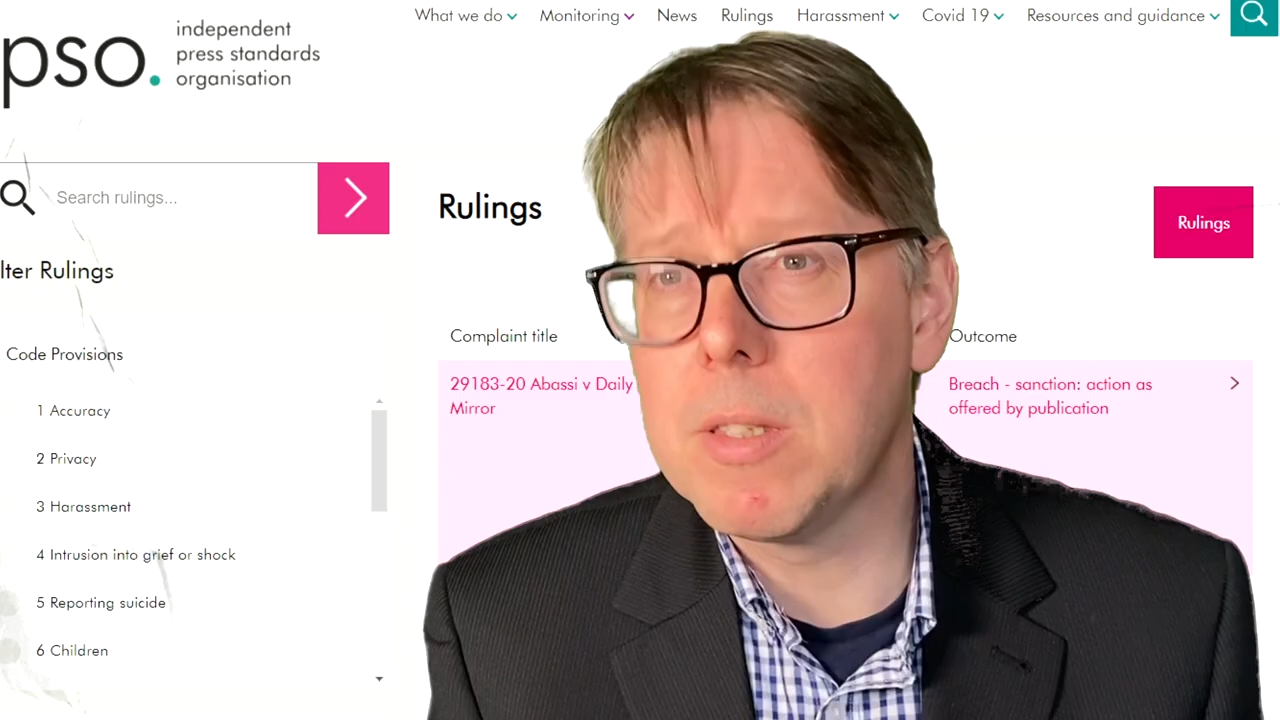 What we do Monitoring News Rulings Harassment Covid 19 Resources and guidance
pso.
independent
press standards
organisation
Search rulings...
lter Rulings
Code Provisions
1 Accuracy
2 Privacy
3 Harassment
4 Intrusion into grief or shock
5 Reporting suicide
6 Children
Rulings
Rulings
Complaint title
Outcome
29183-20 Abassi v Daily
Mirror
Breach - sanction: action as
offered by publication